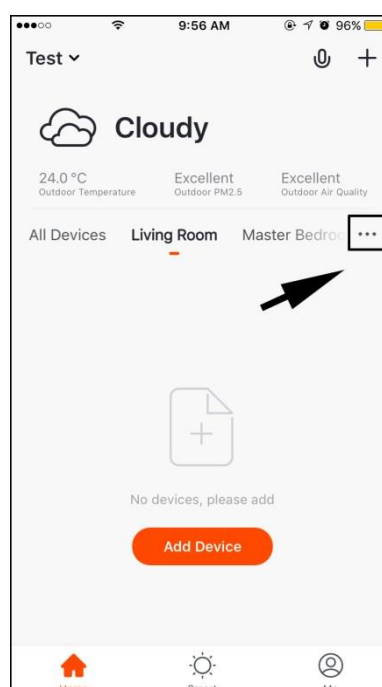 9:56 AM 96%
Test
Cloudy
24.0 °C Excellent Excellent
Outdoor Temperature Outdoor PM2.5 Outdoor Air Quality
All Devices Living Room Master
No devices, please add
Add Device